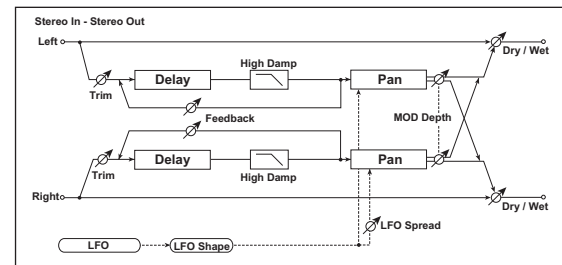 Stereo In - Stereo Out
Left
Dry / Wet
High Damp
Delay
Pan
Trim
Feedback
MOD Depth
Delay
Pan
Trim
High Damp
Right
Dry / Wet
LFO Spread
LFO
LFO Shape